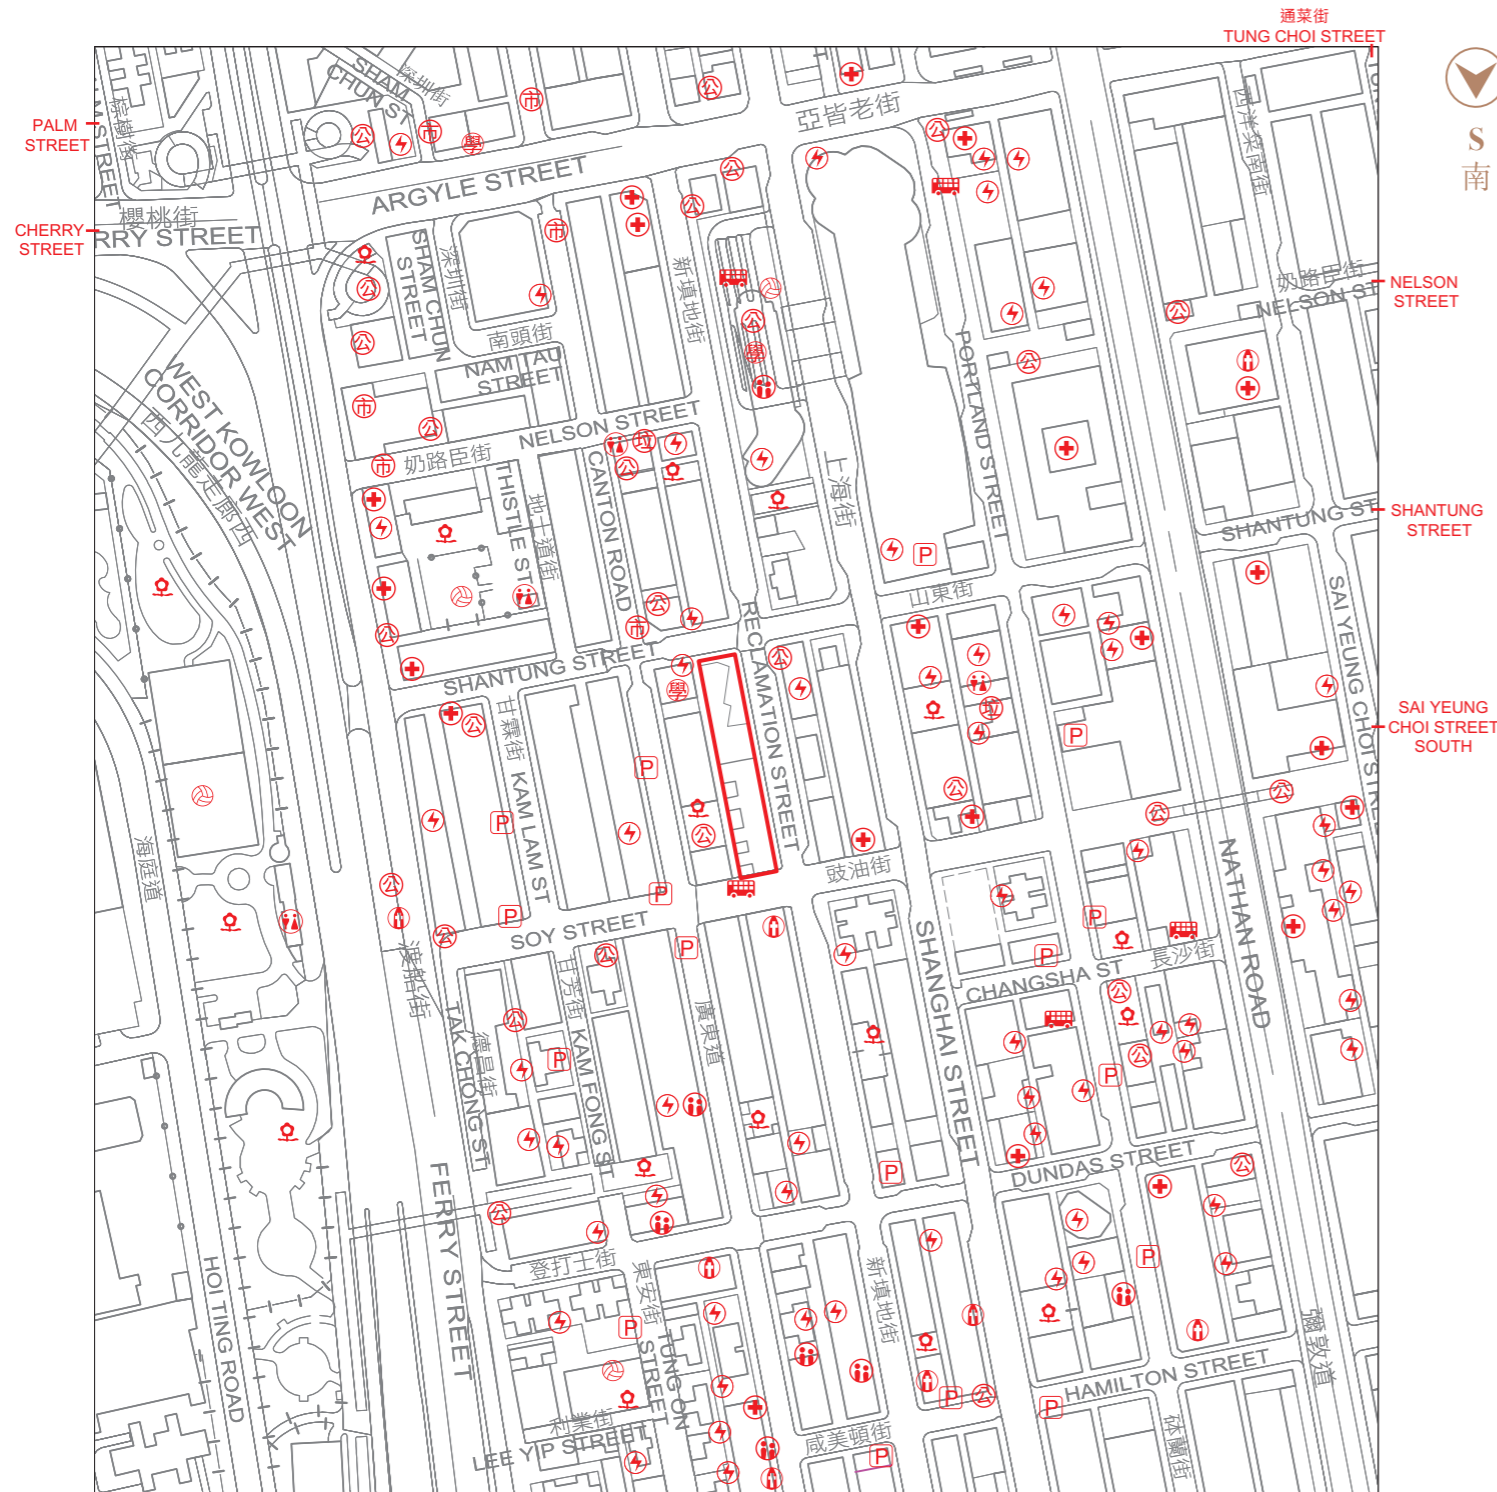 通菜街
TUNG CHOI STREET
S
南
PALM
STREET
CHERRY
STREET
NELSON
STREET
SHANTUNG
STREET
SAI YEUNG
CHOI STREET
SOUTH
深圳街
SHAM
CHUN ST
亞皆老街
ARGYLE STREET
櫻桃街
RRY STREET
西洋菜南街
SHAM CHUN
STREET
深圳街
新填地街
奶路臣街
NELSON ST
南頭街
NAM TAU
STREET
PORTLAND STREET
WEST KOWLOON
CORRIDOR WEST
西九龍走廊西
NELSON STREET
奶路臣街
THISTLE ST
地士道街
CANTON ROAD
上海街
SHANTUNG ST
山東街
SHANTUNG STREET
RECLAMATION STREET
SAI YEUNG CHOI STRE
甘霖街
KAM LAM ST
海庭道
豉油街
SOY STREET
NATHAN ROAD
渡船街
甘芳街
KAM FONG ST
廣東道
SHANGHAI STREET
長沙街
CHANGSHA ST
TAK CHONG ST
德昌街
DUNDAS STREET
FERRY STREET
登打士街
HOI TING ROAD
東安街
TUNG ON
STREET
新填地街
彌敦道
HAMILTON STREET
利業街
LEE YIP STREET
咸美頓街
砵蘭街